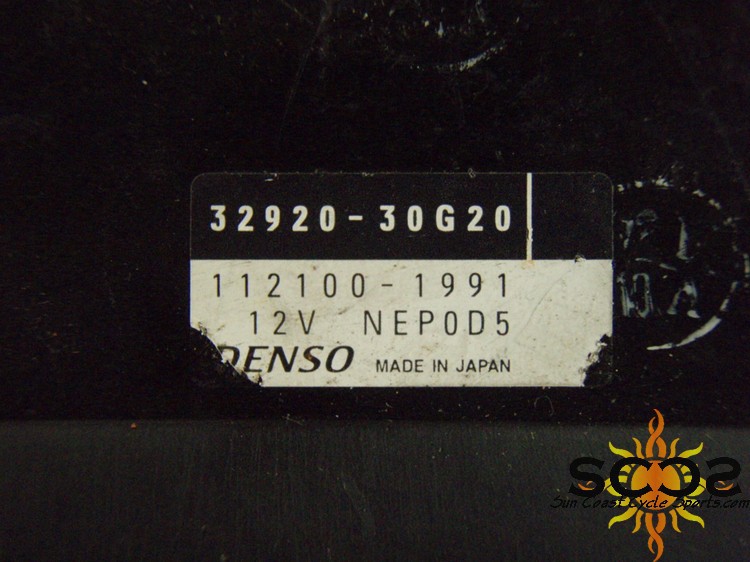 32920-30G20
112100-1991
12V NEP0D5
DENSO MADE IN JAPAN
SCCS
Sun Coast Cycle Sports.com